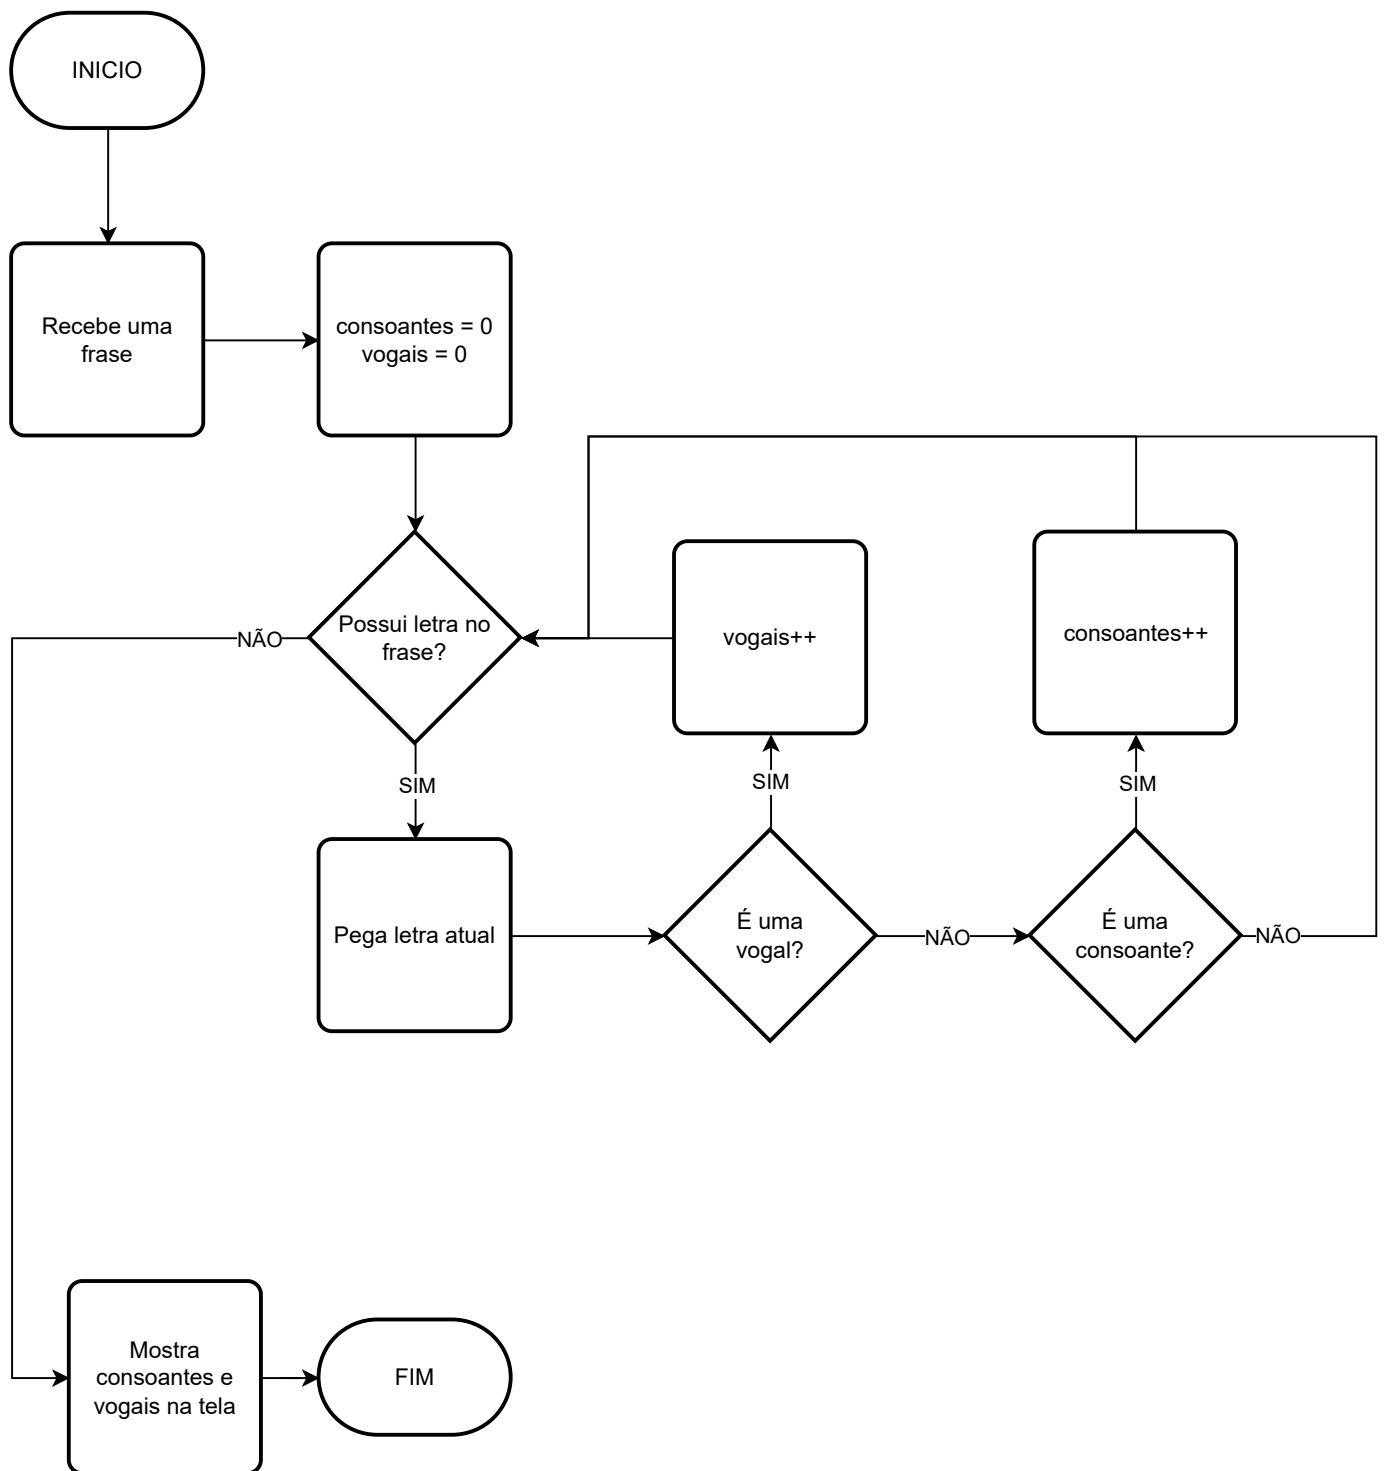 INICIO
Recebe uma
frase
consoantes = 0
vogais = 0
Possui letra no
frase?
NÃO
SIM
Pega letra atual
É uma
vogal?
SIM
vogais++
NÃO
É uma
consoante?
SIM
consoantes++
NÃO
Mostra
consoantes e
vogais na tela
FIM